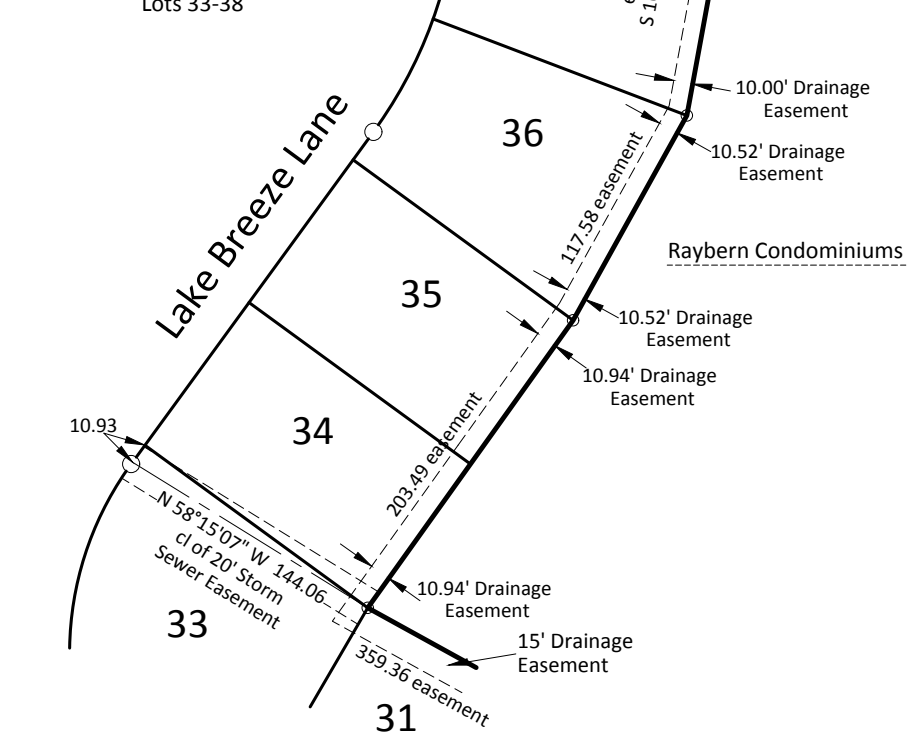 Lots 33-38
S 1
10.00' Drainage
Easement
36
10.52' Drainage
Easement
Lake Breeze Lane
117.58 easement
Raybern Condominiums
35
10.52' Drainage
Easement
10.94' Drainage
Easement
10.93
34
203.49 easement
N 58°15'07" W 144.06
cl of 20' Storm
Sewer Easement
10.94' Drainage
Easement
33
15' Drainage
Easement
359.36 easement
31